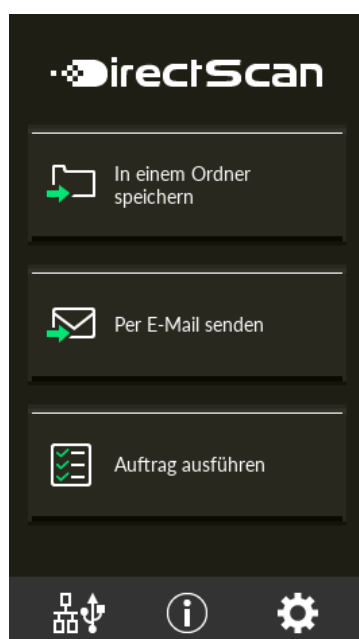 DirectScan
In einem Ordner
speichern
Per E-Mail senden
Auftrag ausführen